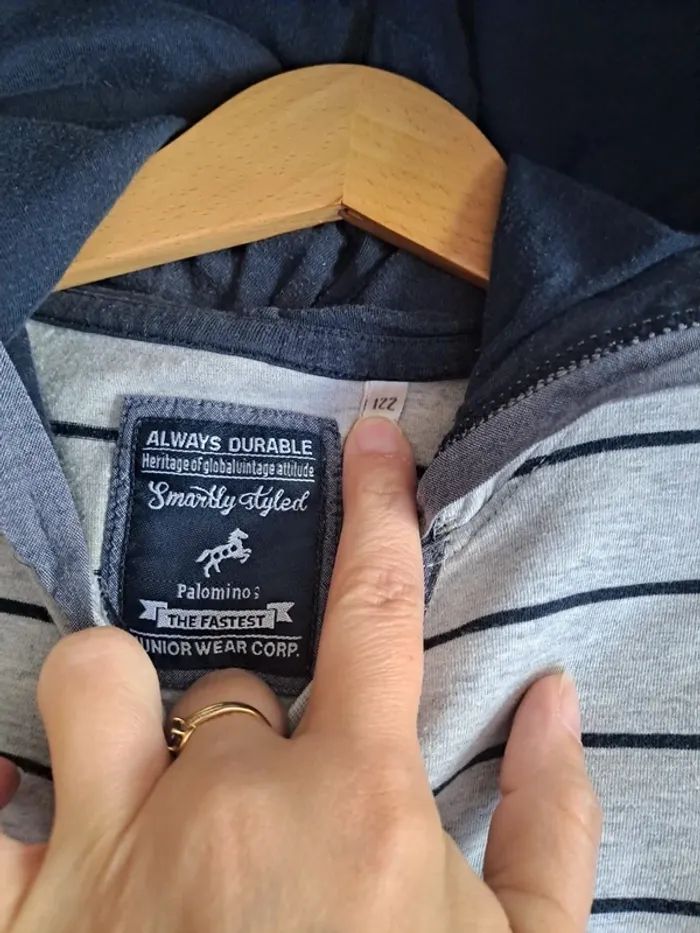 122
ALWAYS DURABLE
Heritage of global vintage attitude
Smartly styled
Palomino
THE FASTEST
UNIOR WEAR CORP.